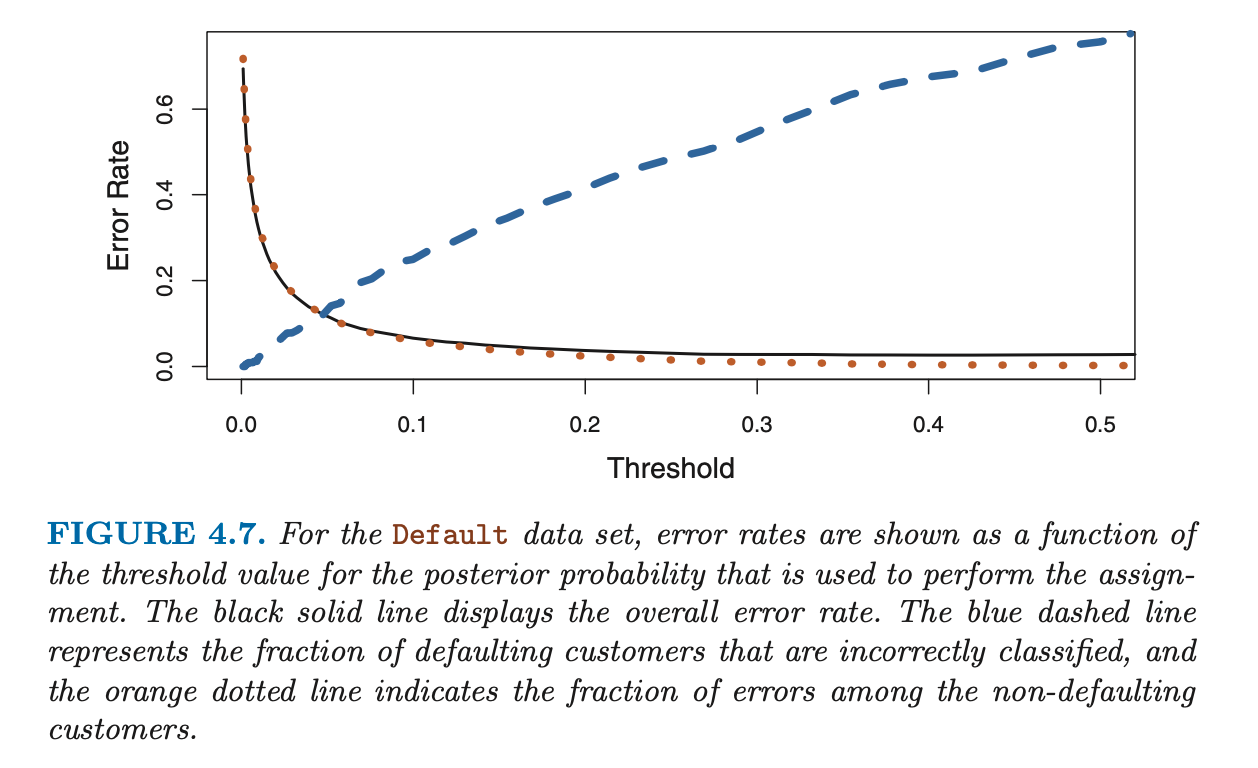 Error Rate
0.6
0.4
0.2
0.0
0.0 0.1 0.2 0.3 0.4 0.5
Threshold
FIGURE 4.7. For the Default data set, error rates are shown as a function of
the threshold value for the posterior probability that is used to perform the assign-
ment. The black solid line displays the overall error rate. The blue dashed line
represents the fraction of defaulting customers that are incorrectly classified, and
the orange dotted line indicates the fraction of errors among the non-defaulting
customers.